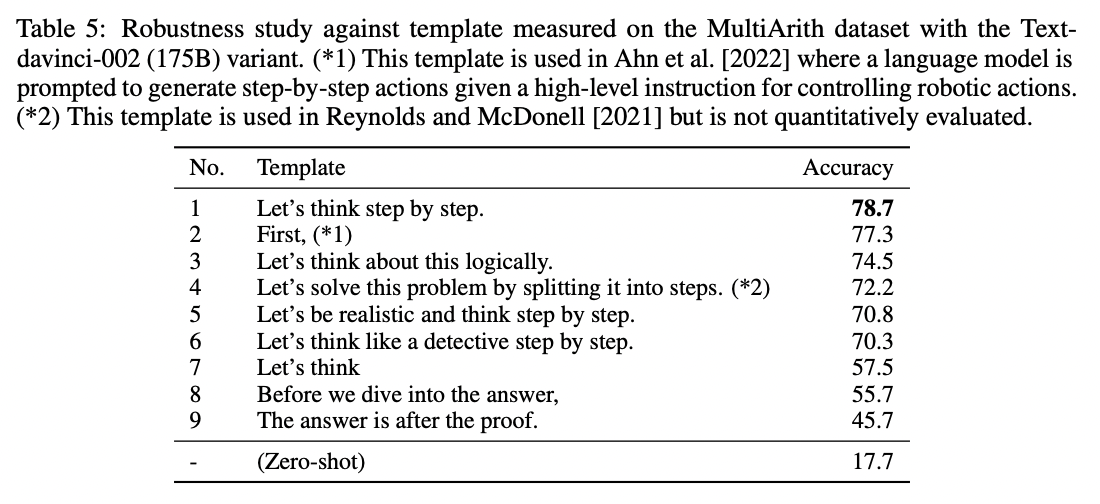 Table 5: Robustness study against template measured on the MultiArith dataset with the Text-
davinci-002 (175B) variant. (*1) This template is used in Ahn et al. [2022] where a language model is
prompted to generate step-by-step actions given a high-level instruction for controlling robotic actions.
(*2) This template is used in Reynolds and McDonell [2021] but is not quantitatively evaluated.
No. Template Accuracy
1 Let’s think step by step. 78.7
2 First, (*1) 77.3
3 Let’s think about this logically. 74.5
4 Let’s solve this problem by splitting it into steps. (*2) 72.2
5 Let’s be realistic and think step by step. 70.8
6 Let’s think like a detective step by step. 70.3
7 Let’s think 57.5
8 Before we dive into the answer, 55.7
9 The answer is after the proof. 45.7
- (Zero-shot) 17.7